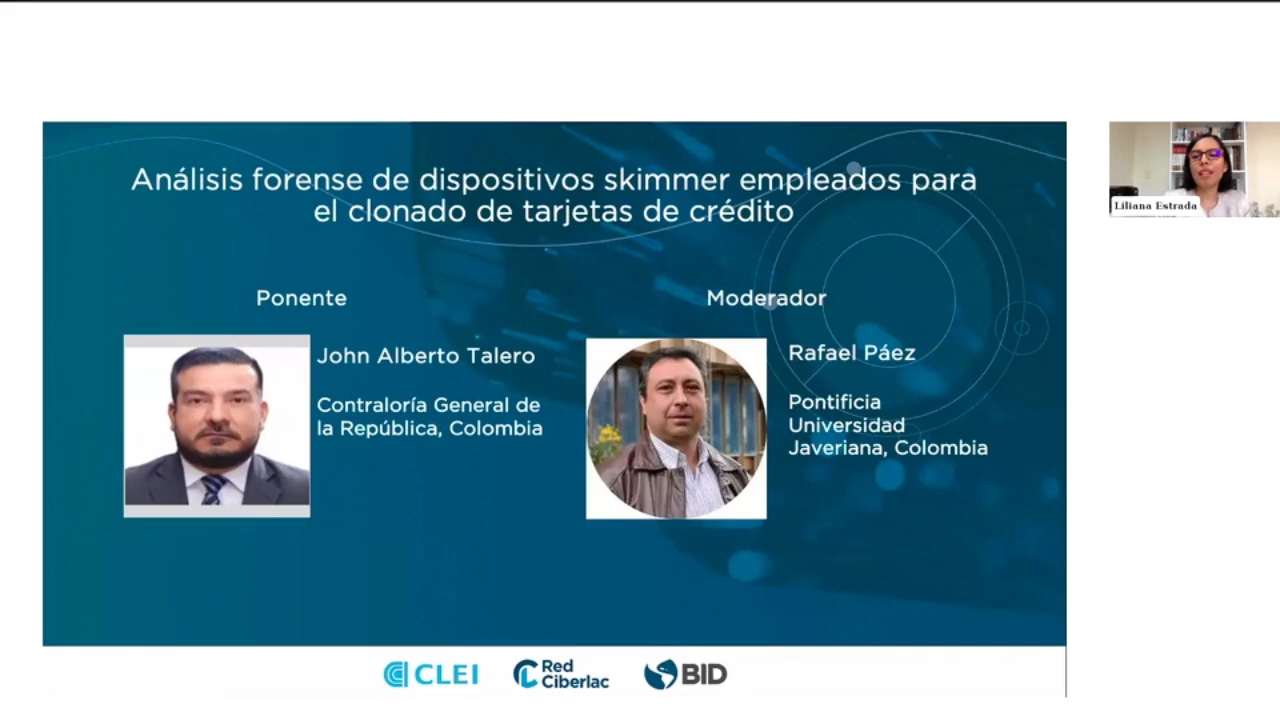 Análisis forense de dispositivos skimmer empleados para
el clonado de tarjetas de crédito
Ponente
John Alberto Talero
Contraloría General de
la República, Colombia
Moderador
Rafael Páez
Pontificia
Universidad
Javeriana, Colombia
Liliana Estrada
CLEI
Red
Ciberlac
BID